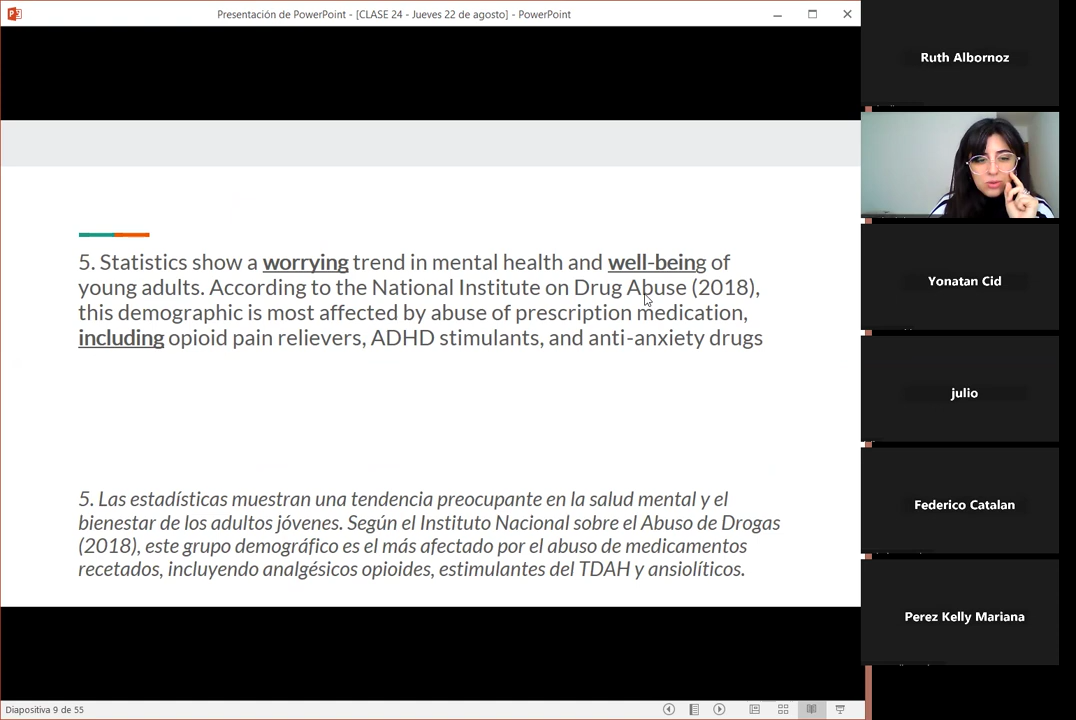 Presentación de PowerPoint - [CLASE 24 - Jueves 22 de agosto] - PowerPoint
5. Statistics show a worrying trend in mental health and well-being of
young adults. According to the National Institute on Drug Abuse (2018),
this demographic is most affected by abuse of prescription medication,
including opioid pain relievers, ADHD stimulants, and anti-anxiety drugs
5. Las estadísticas muestran una tendencia preocupante en la salud mental y el
bienestar de los adultos jóvenes. Según el Instituto Nacional sobre el Abuso de Drogas
(2018), este grupo demográfico es el más afectado por el abuso de medicamentos
recetados, incluyendo analgésicos opioides, estimulantes del TDAH y ansiolíticos.
Diapositiva 9 de 55
Ruth Albornoz
Yonatan Cid
julio
Federico Catalan
Perez Kelly Mariana